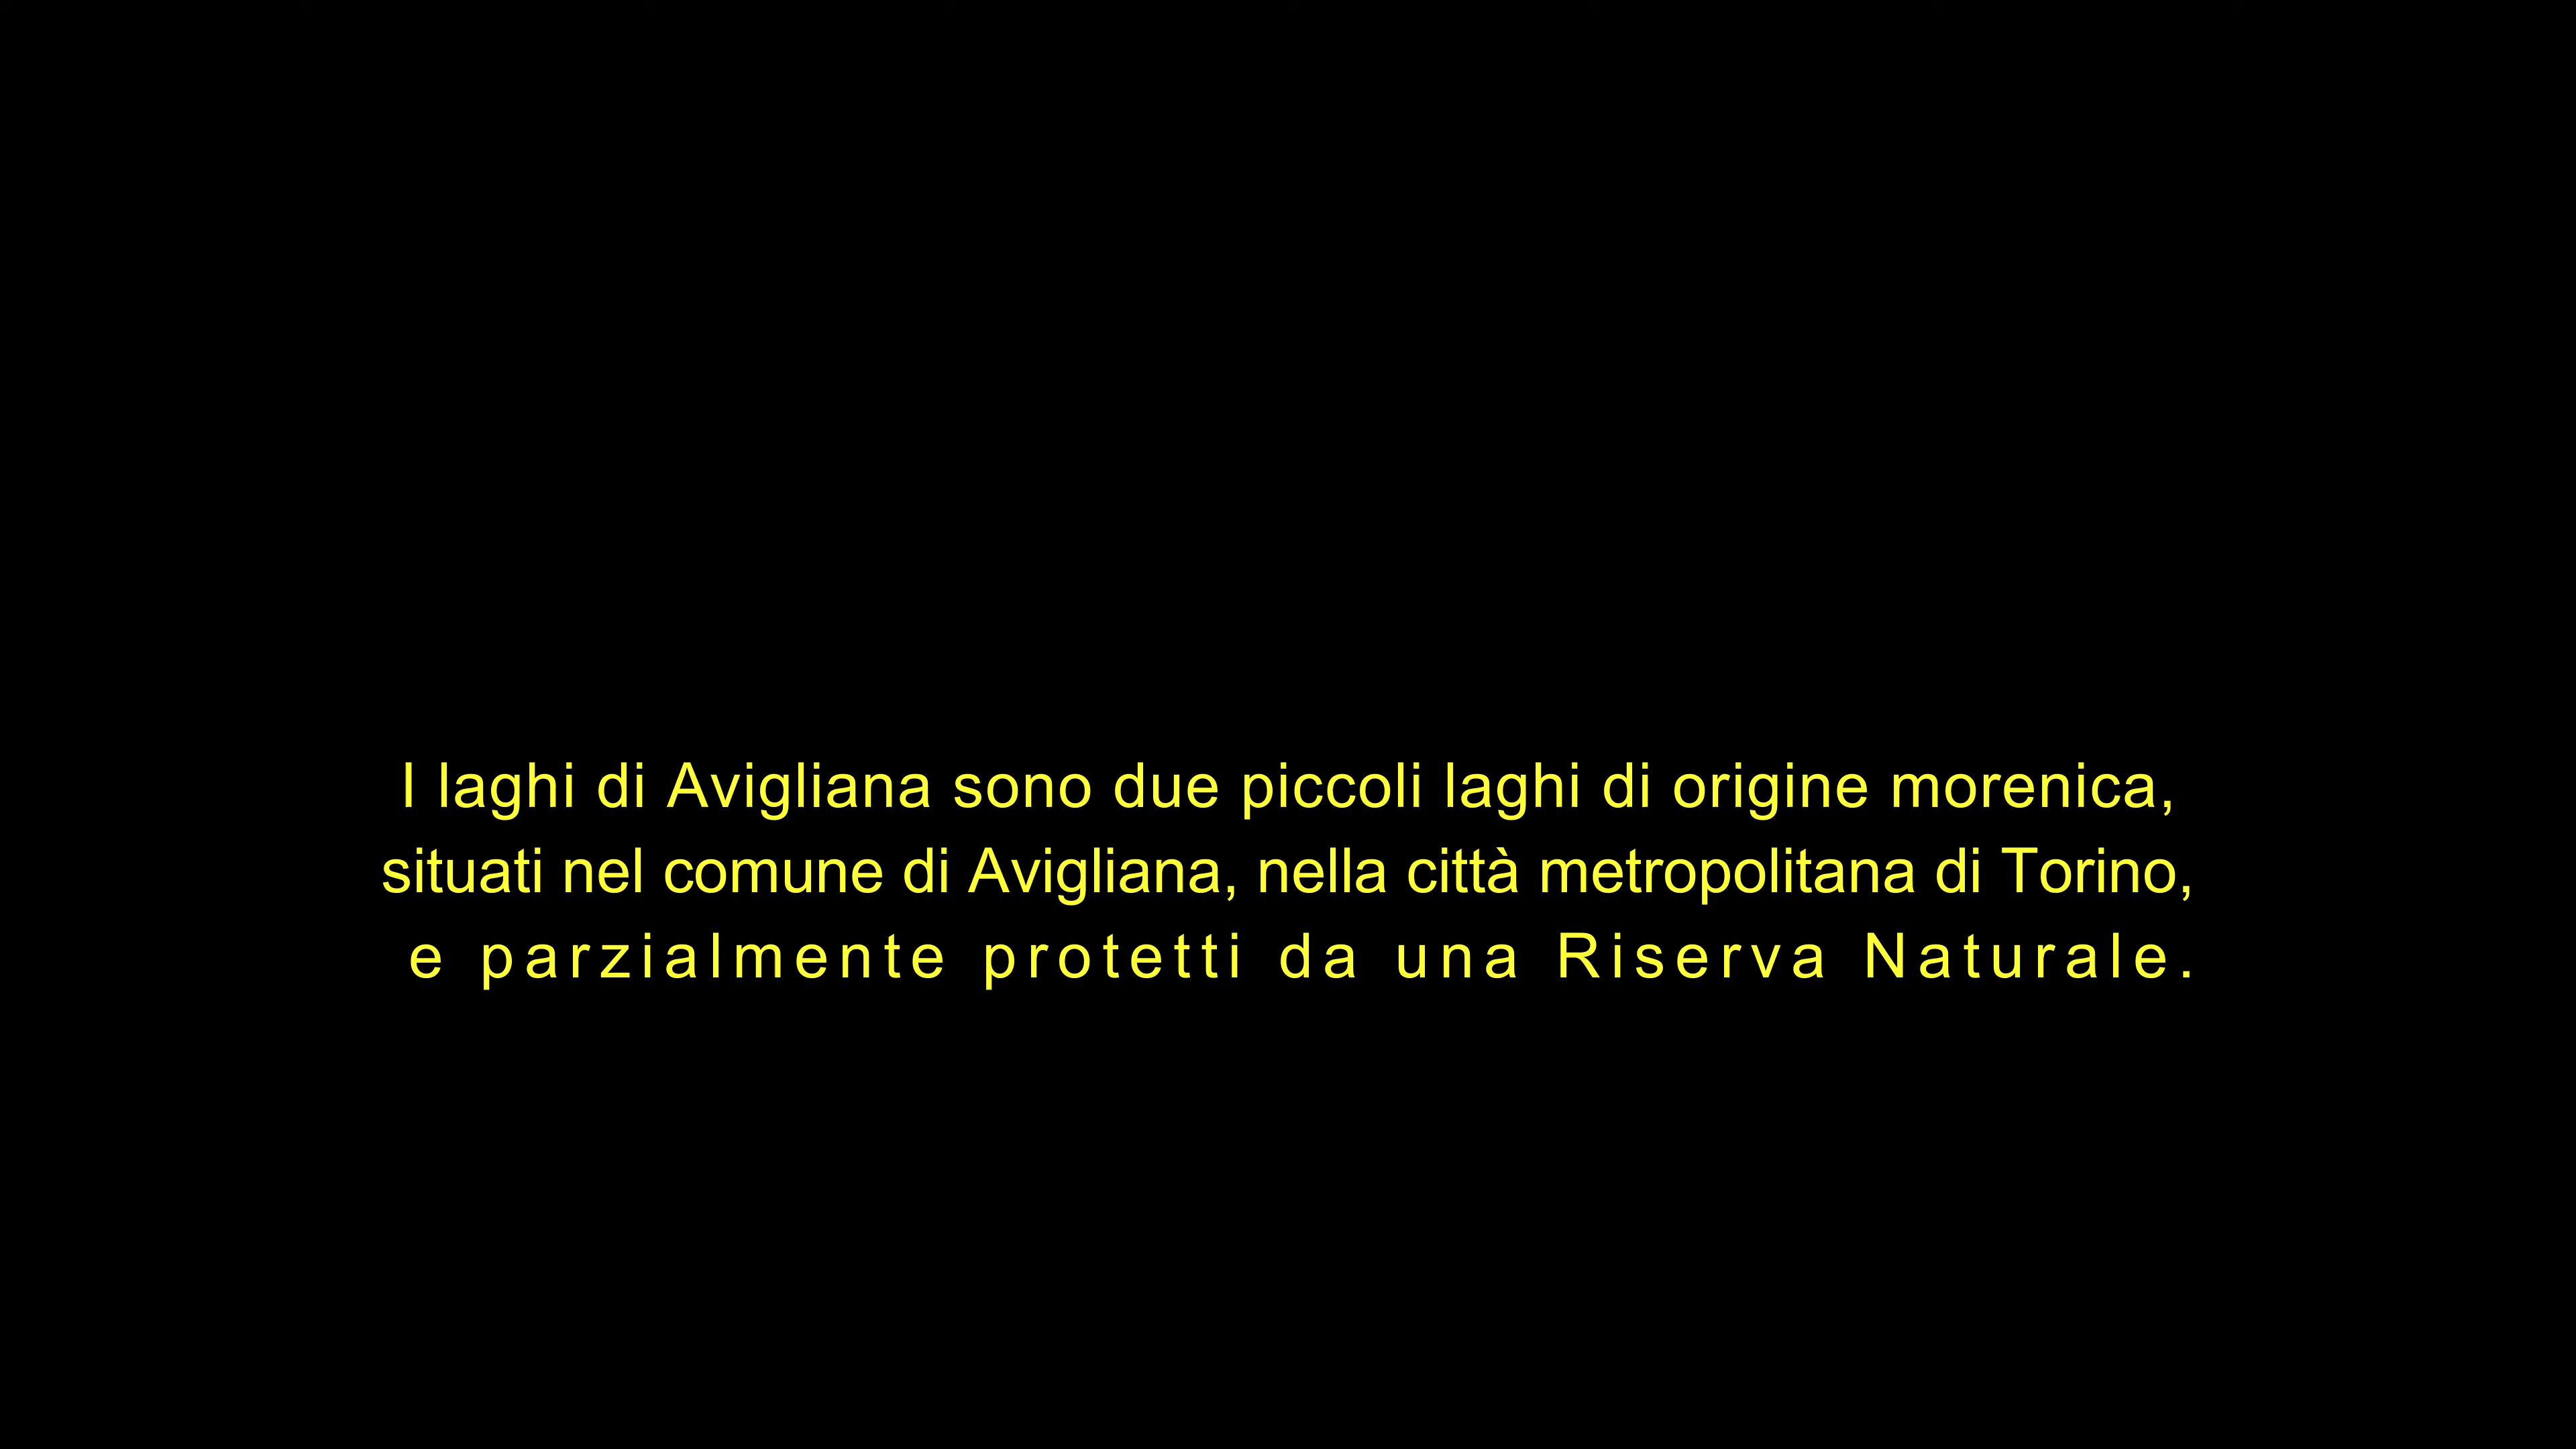 I laghi di Avigliana sono due piccoli laghi di origine morenica,
situati nel comune di Avigliana, nella città metropolitana di Torino,
e parzialmente protetti da una Riserva Naturale.